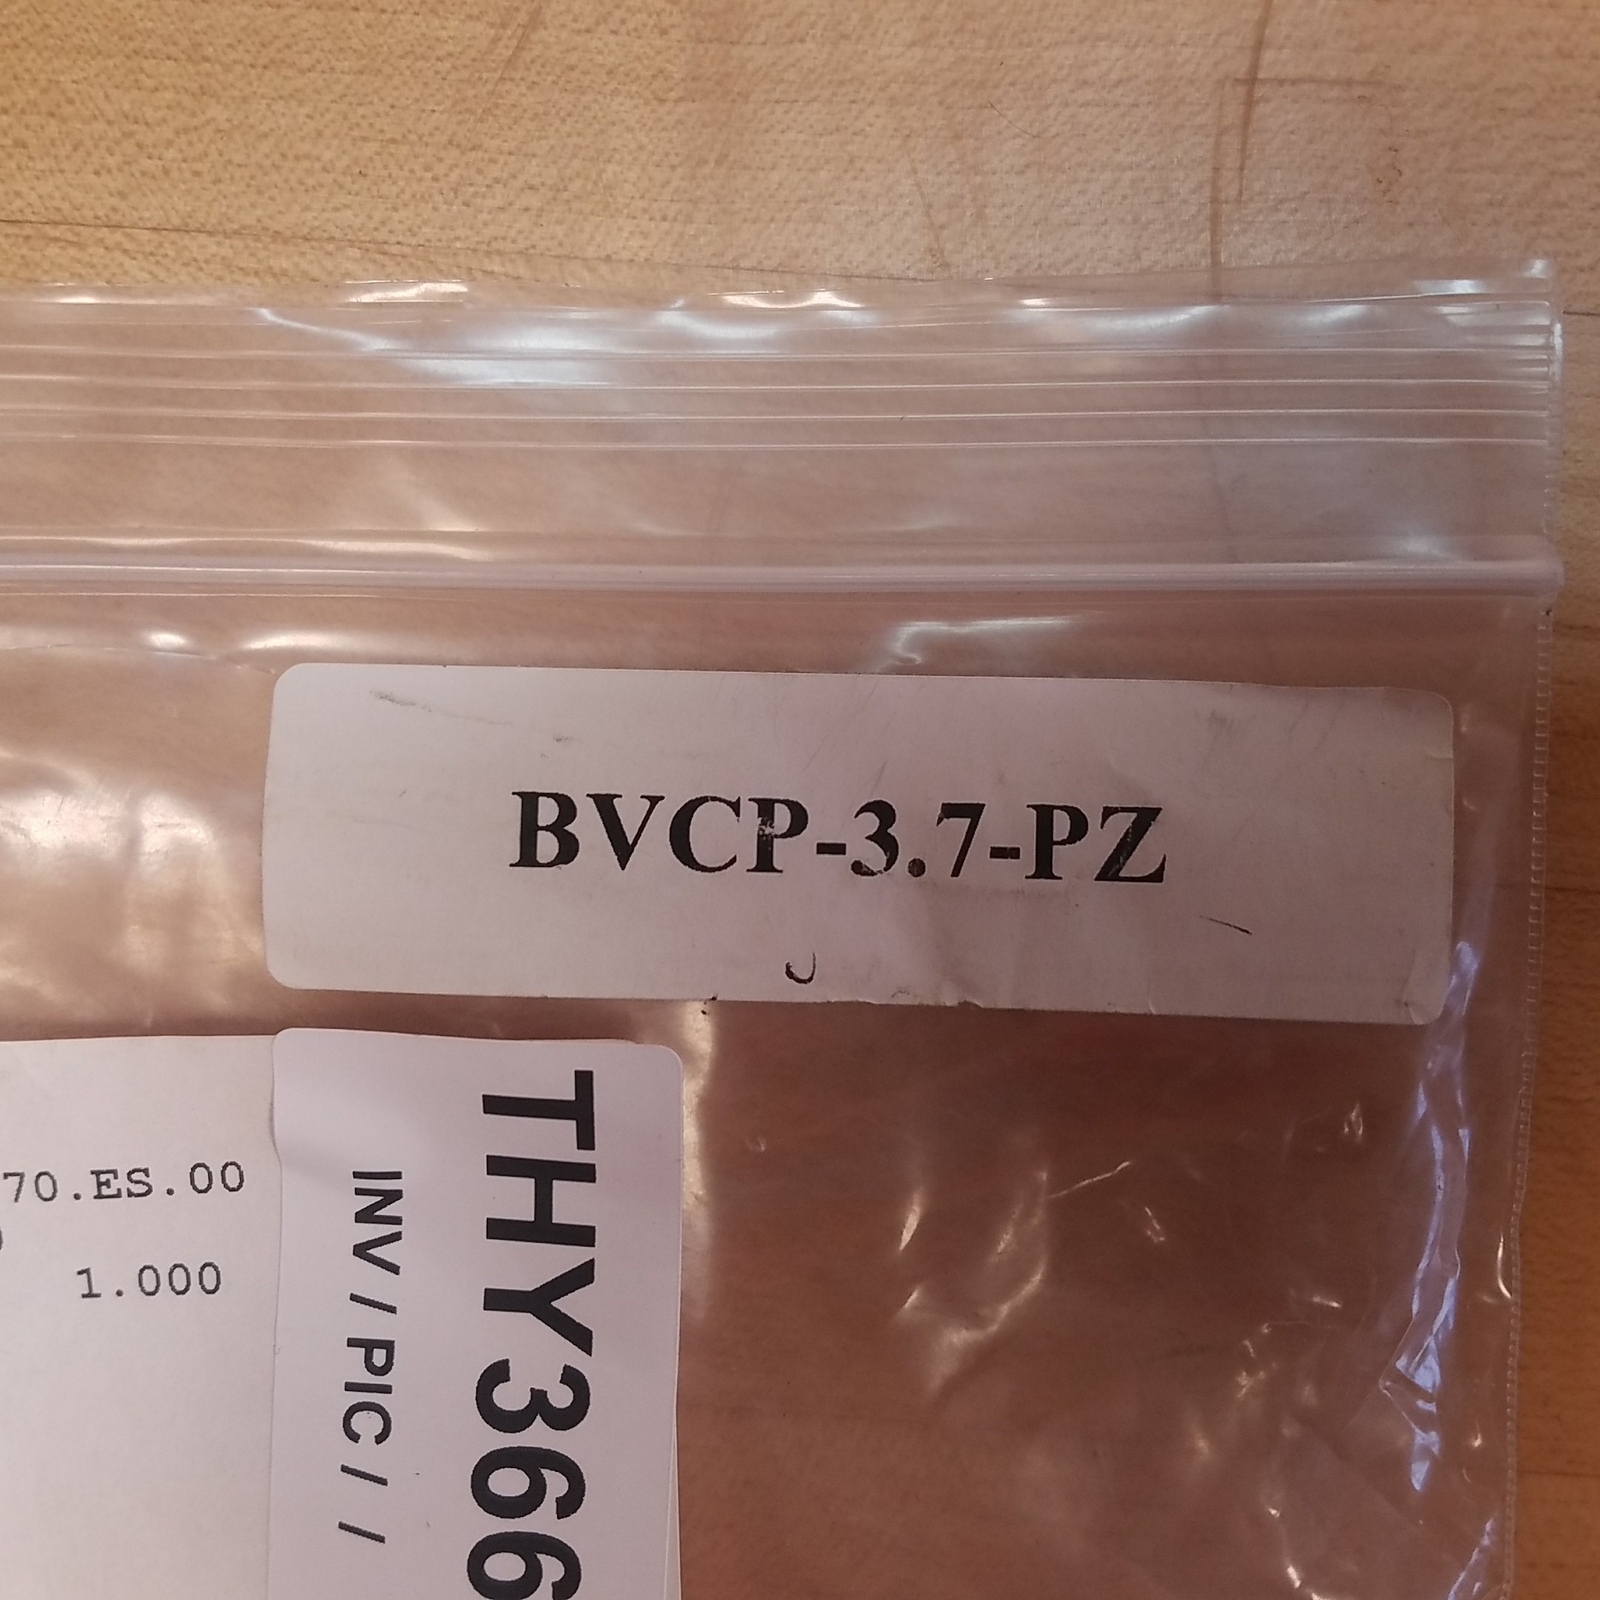 BVCP-3.7-PZ
70.ES.00
1.000
THY366
INV / PIC / /